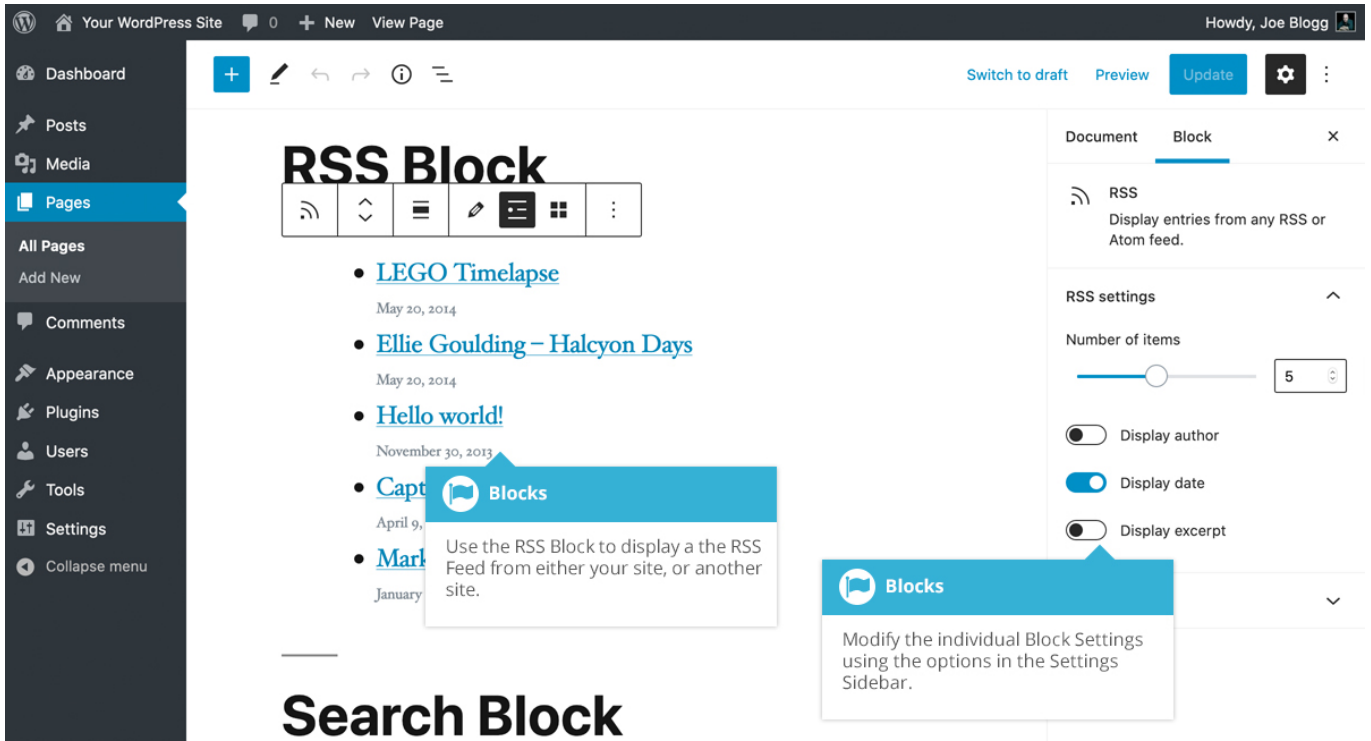 Your WordPress Site 0 New View Page Howdy, Joe Blogg
Dashboard
Posts
Media
Pages
All Pages
Add New
Comments
Appearance
Plugins
Users
Tools
Settings
Collapse menu
Switch to draft Preview Update
RSS Block
LEGO Timelapse
May 20, 2014
Ellie Goulding – Halcyon Days
May 20, 2014
Hello world!
November 30, 2013
Capt
April 9,
Mark
January
Blocks
Use the RSS Block to display a the RSS
Feed from either your site, or another
site.
Search Block
Document Block
RSS
Display entries from any RSS or
Atom feed.
RSS settings
Number of items
5
Display author
Display date
Display excerpt
Blocks
Modify the individual Block Settings
using the options in the Settings
Sidebar.